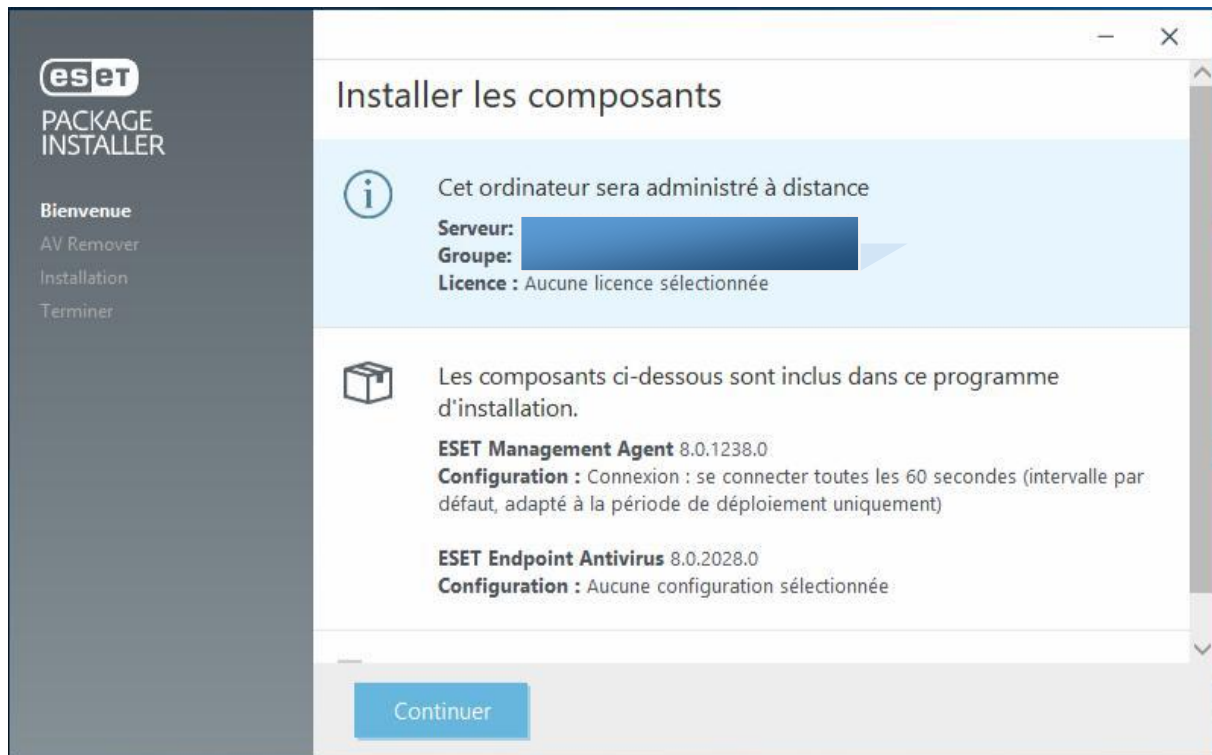 eset
PACKAGE
INSTALLER
Bienvenue
AV Remover
Installation
Terminer
Installer les composants
Cet ordinateur sera administré à distance
Serveur:
Groupe:
Licence : Aucune licence sélectionnée
Les composants ci-dessous sont inclus dans ce programme
d'installation.
ESET Management Agent 8.0.1238.0
Configuration : Connexion : se connecter toutes les 60 secondes (intervalle par
défaut, adapté à la période de déploiement uniquement)
ESET Endpoint Antivirus 8.0.2028.0
Configuration : Aucune configuration sélectionnée
Continuer